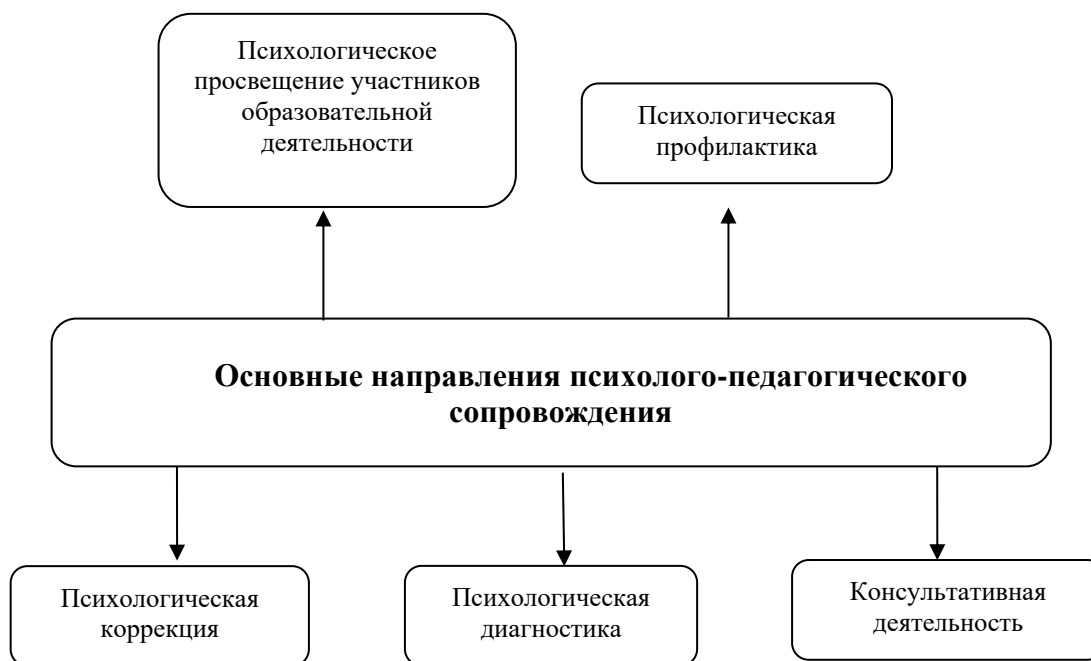 Психологическое
просвещение участников
образовательной
деятельности
Психологическая
профилактика
Основные направления психолого-педагогического
сопровождения
Психологическая
коррекция
Психологическая
диагностика
Консультативная
деятельность